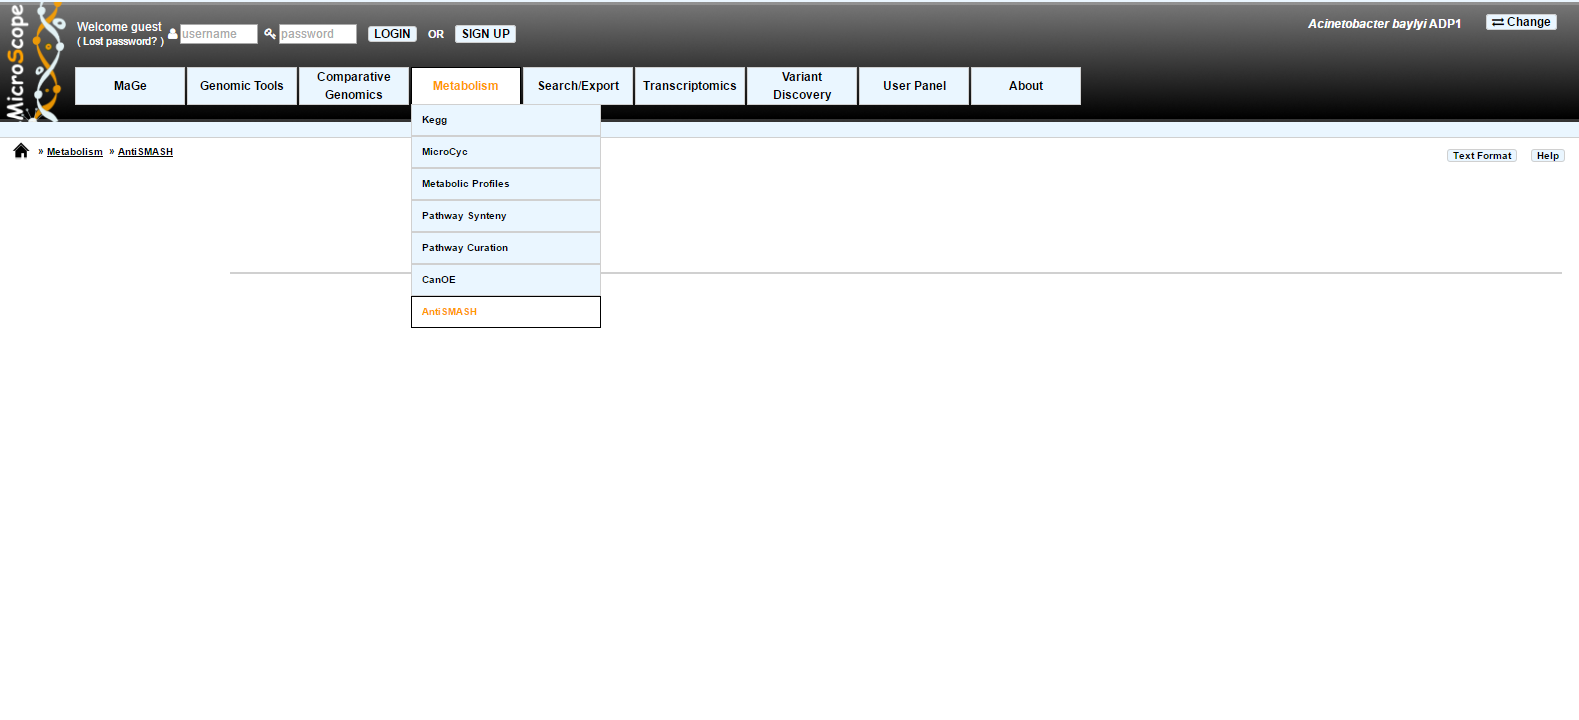 MicroScope
Welcome guest
( Lost password? )
username
password
LOGIN
OR
SIGN UP
Acinetobacter baylyi ADP1
Change
MaGe
Genomic Tools
Comparative
Genomics
Metabolism
Search/Export
Transcriptomics
Variant
Discovery
User Panel
About
Kegg
MicroCyc
Metabolic Profiles
Pathway Synteny
Pathway Curation
CanOE
AntiSMASH
» Metabolism » AntiSMASH
Text Format
Help